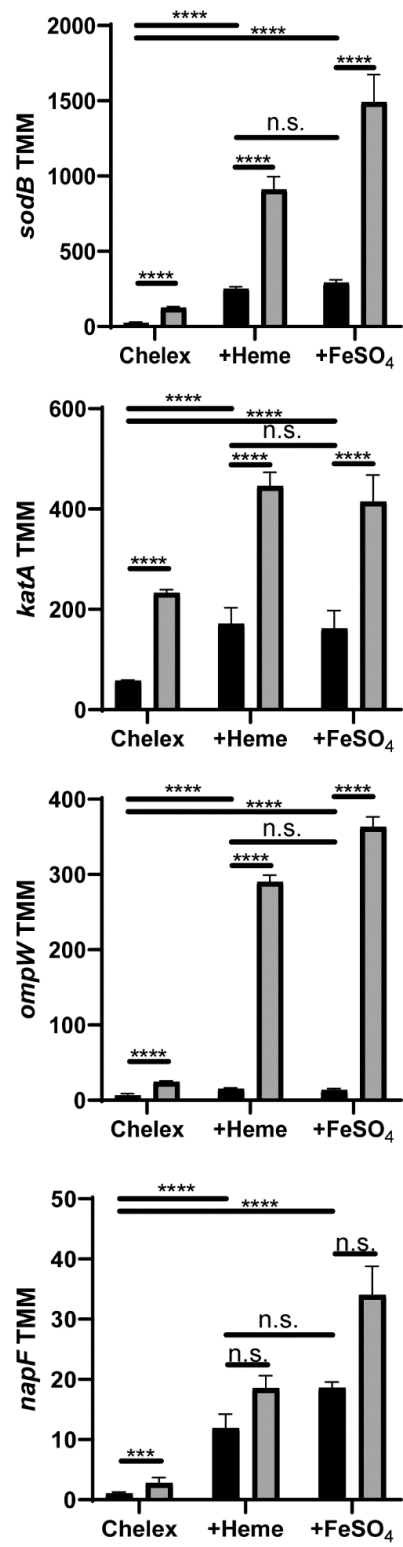 ****
****
2000
****
1500
n.s.
sodB TMM
1000
****
500
****
0
Chelex +Heme +FeSO₄
600
****
****
n.s.
**** ****
400
katA TMM
****
200
0
Chelex +Heme +FeSO₄
400
**** ****
****
n.s.
****
300
ompW TMM
200
100
****
0
Chelex +Heme +FeSO₄
50
****
****
n.s.
40
napF TMM
30
n.s.
n.s.
20
10
***
0
Chelex +Heme +FeSO₄